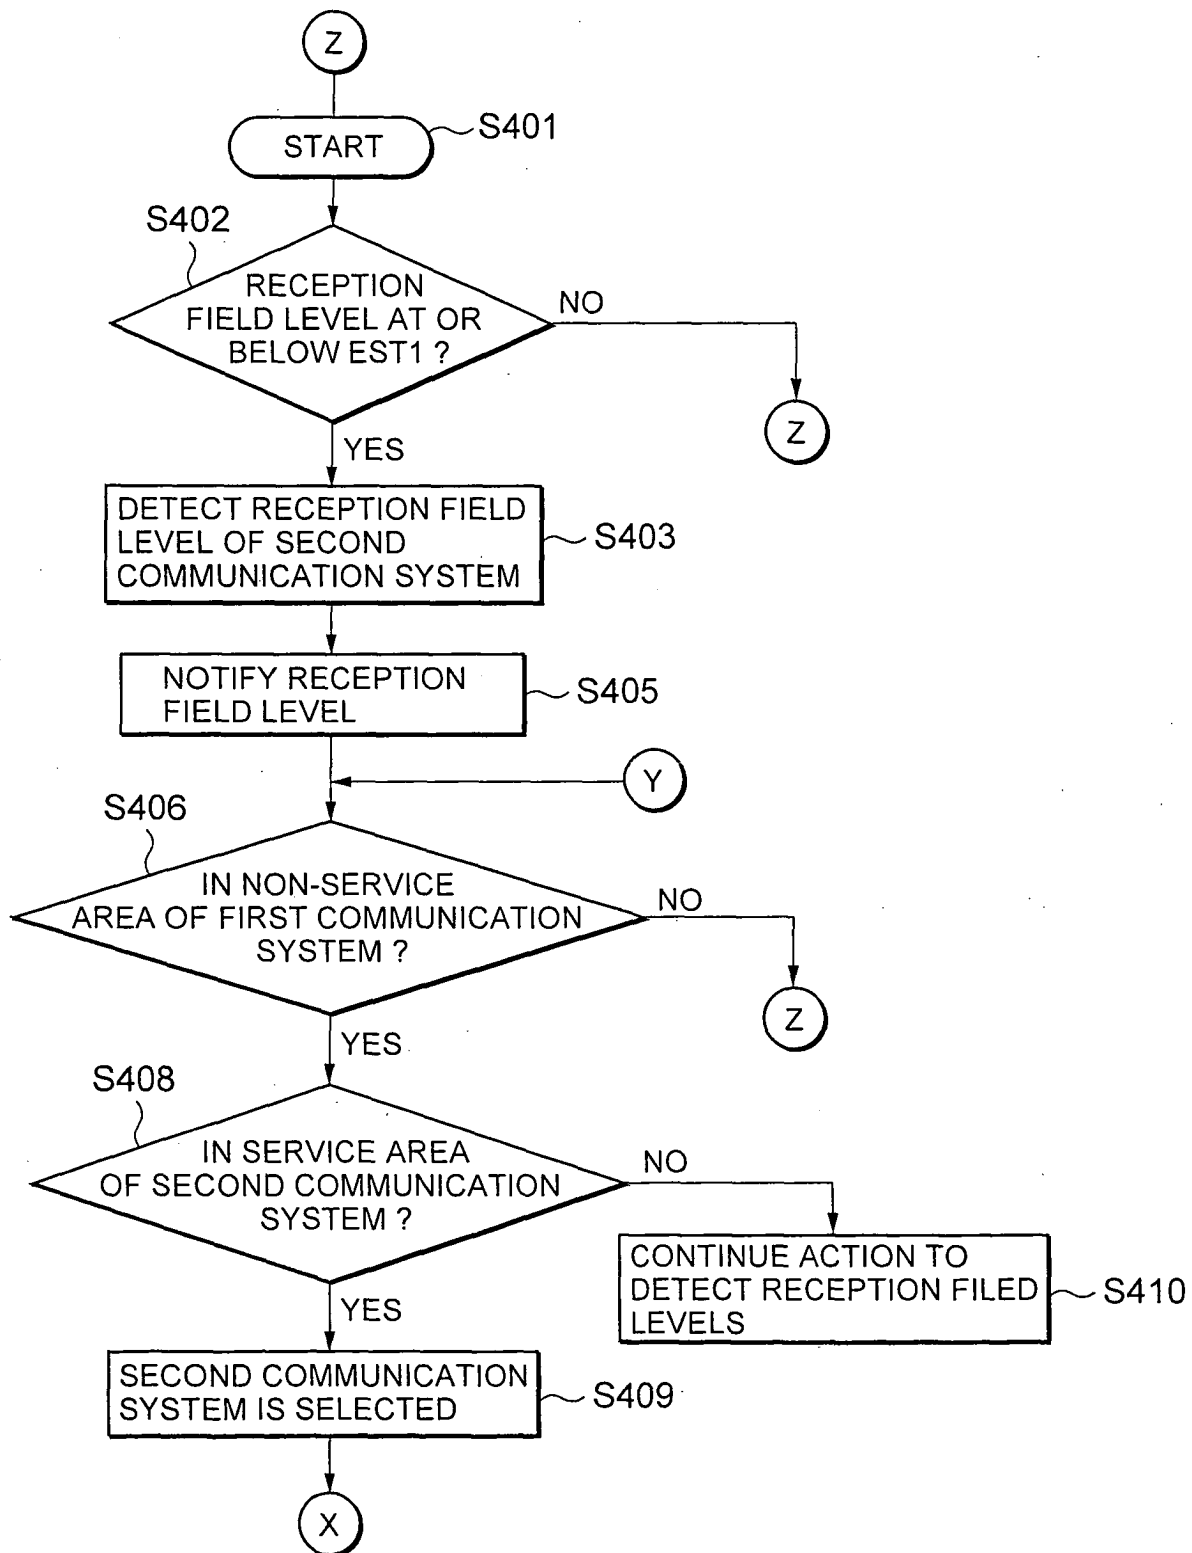 Z
START
S401
S402
RECEPTION
FIELD LEVEL AT OR
BELOW EST1 ?
NO
Z
YES
DETECT RECEPTION FIELD
LEVEL OF SECOND
COMMUNICATION SYSTEM
S403
NOTIFY RECEPTION
FIELD LEVEL
S405
Y
S406
IN NON-SERVICE
AREA OF FIRST COMMUNICATION
SYSTEM ?
NO
Z
YES
S408
IN SERVICE AREA
OF SECOND COMMUNICATION
SYSTEM ?
NO
CONTINUE ACTION TO
DETECT RECEPTION FILED
LEVELS
S410
YES
SECOND COMMUNICATION
SYSTEM IS SELECTED
S409
X